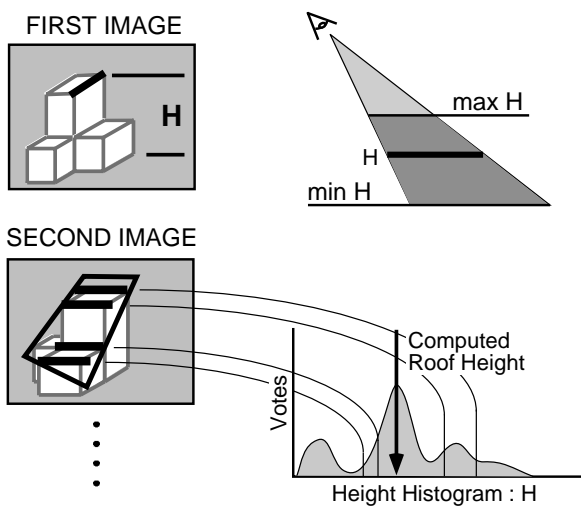 FIRST IMAGE
H
max H
H
min H
SECOND IMAGE
Computed
Roof Height
Votes
Height Histogram : H